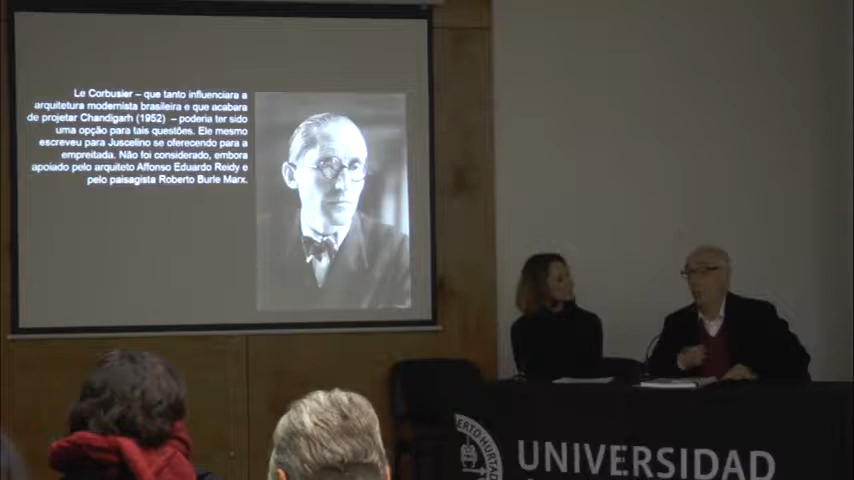 Le Corbusier – que tanto influenciara a
arquitetura modernista brasileira e que acabara
de projetar Chandigarh (1952) – poderia ter sido
uma opção para tais questões. Ele mesmo
escreveu para Juscelino se oferecendo para a
empreitada. Não foi considerado, embora
apoiado pelo arquiteto Affonso Eduardo Reidy e
pelo paisagista Roberto Burle Marx.
ERTO HURTADO
UNIVERSIDAD